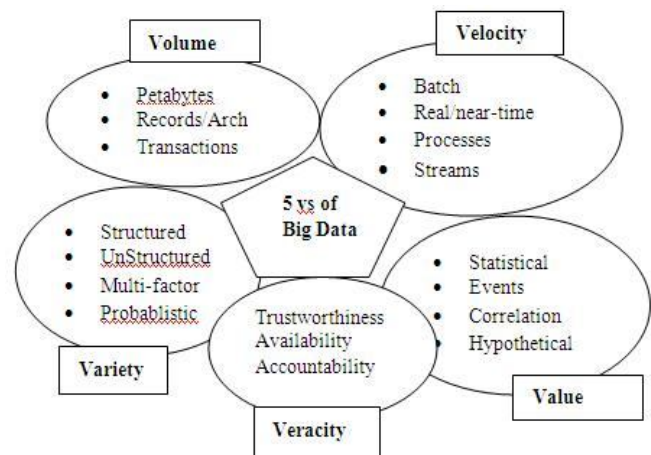 Volume
• Petabytes
• Records/Arch
• Transactions
Velocity
• Batch
• Real/near-time
• Processes
• Streams
5 vs of
Big Data
• Structured
• UnStructured
• Multi-factor
• Probablistic
Variety
Trustworthiness
Availability
Accountability
Veracity
• Statistical
• Events
• Correlation
• Hypothetical
Value